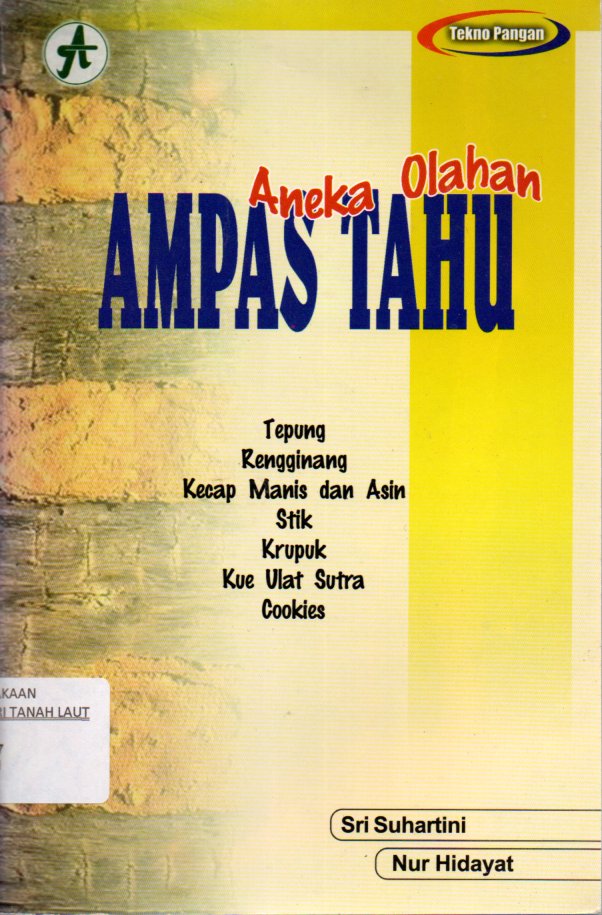 Tekno Pangan
Aneka Olahan
AMPAS TAHU
Tepung
Rengginang
Kecap Manis dan Asin
Stik
Krupuk
Kue Ulat Sutra
Cookies
AKAAN
RI TANAH LAUT
Sri Suhartini
Nur Hidayat